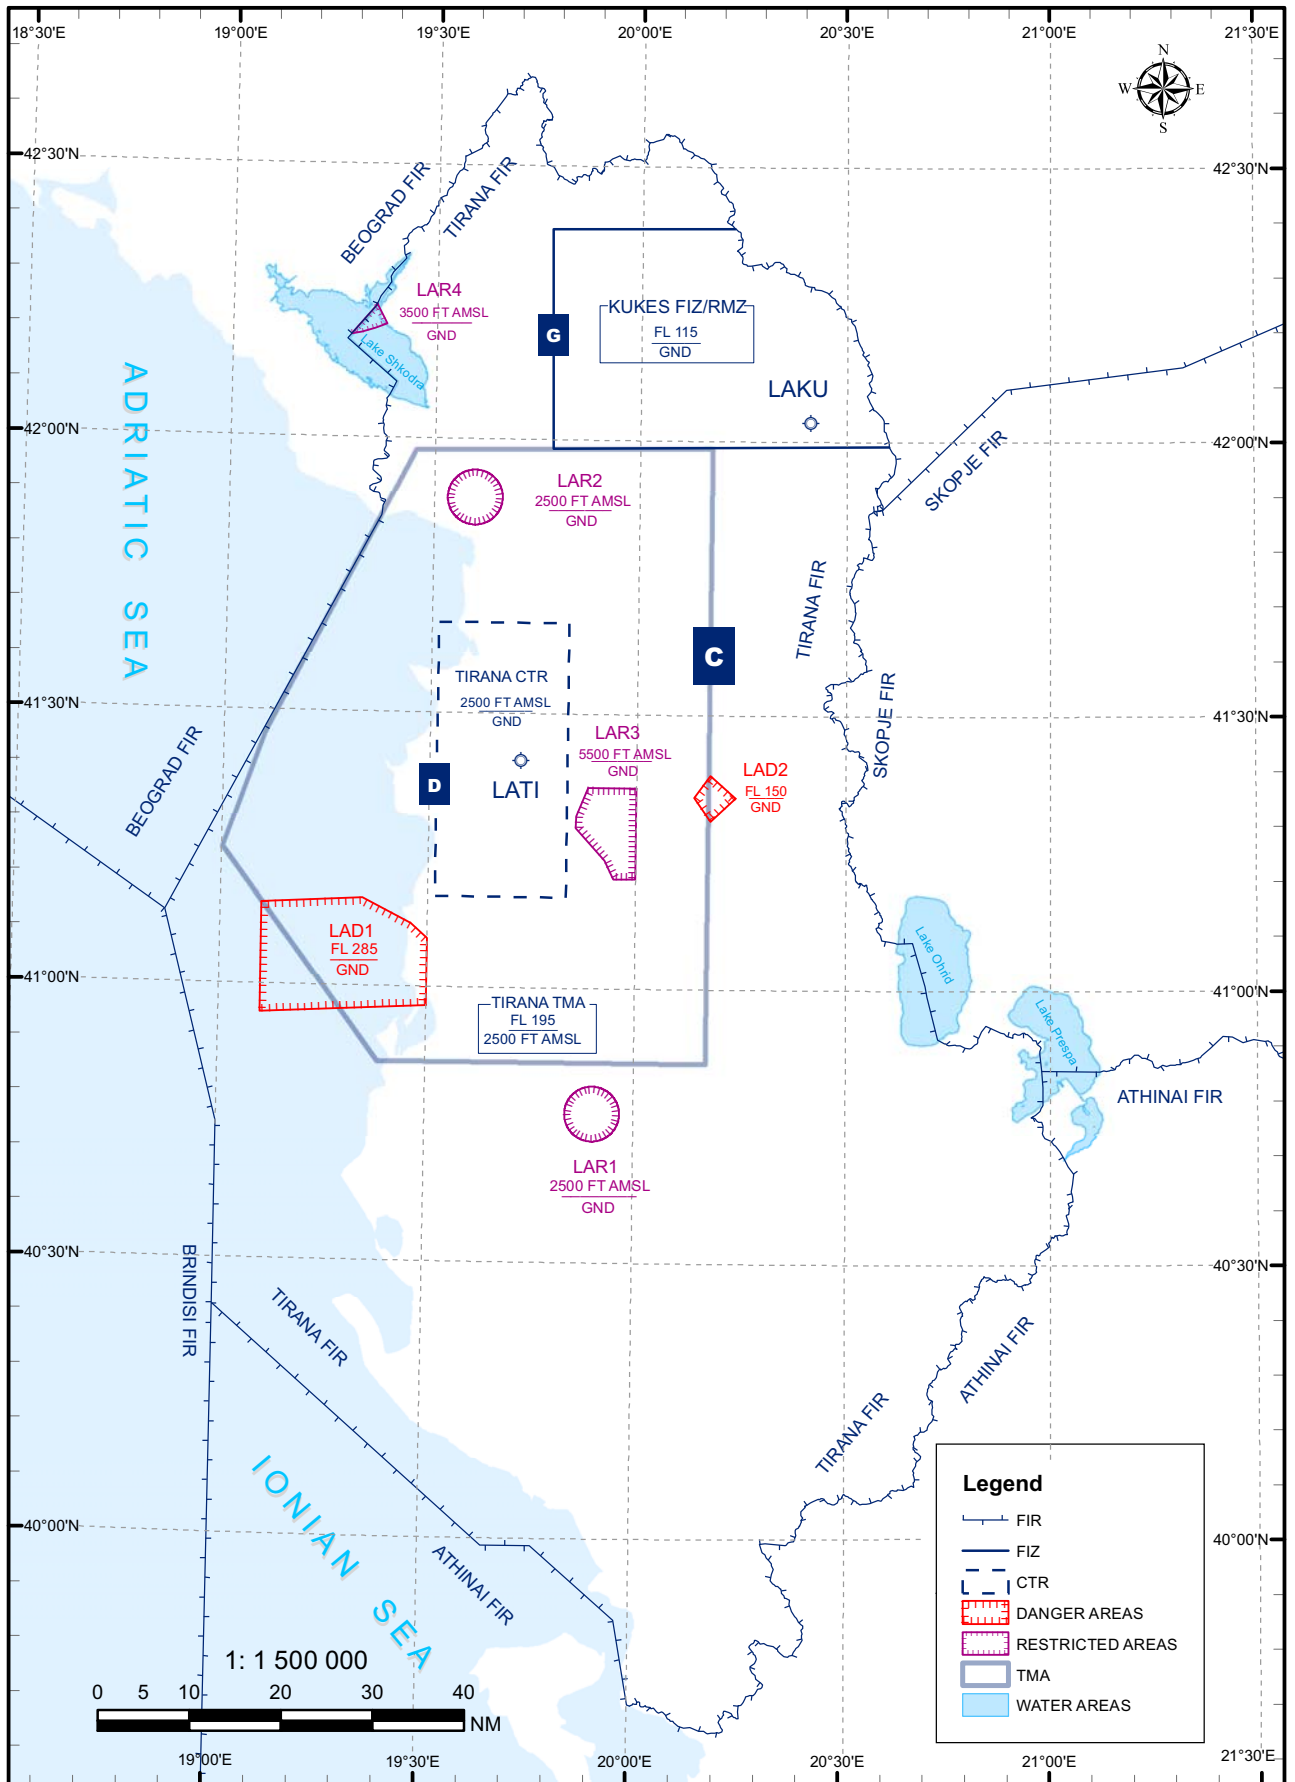 18°30'E
19°00'E
19°30'E
20°00'E
20°30'E
21°00'E
21°30'E
N
W
E
S
42°30'N
42°30'N
BEOGRAD FIR
TIRANA FIR
LAR4
3500 FT AMSL
GND
Lake Shkodra
G
KUKES FIZ/RMZ
FL 115
GND
LAKU
ADRIATIC SEA
42°00'N
42°00'N
SKOPJE FIR
LAR2
2500 FT AMSL
GND
TIRANA FIR
C
TIRANA CTR
2500 FT AMSL
GND
41°30'N
41°30'N
SKOPJE FIR
BEOGRAD FIR
LAR3
5500 FT AMSL
GND
D
LATI
LAD2
FL 150
GND
LAD1
FL 285
GND
Lake Ohrid
41°00'N
41°00'N
TIRANA TMA
FL 195
2500 FT AMSL
Lake Prespa
ATHINAI FIR
LAR1
2500 FT AMSL
GND
40°30'N
40°30'N
BRINDISI FIR
TIRANA FIR
ATHINAI FIR
TIRANA FIR
IONIAN SEA
40°00'N
40°00'N
ATHINAI FIR
Legend
FIR
FIZ
CTR
DANGER AREAS
RESTRICTED AREAS
TMA
WATER AREAS
1: 1 500 000
0 5 10 20 30 40
NM
19°00'E
19°30'E
20°00'E
20°30'E
21°00'E
21°30'E